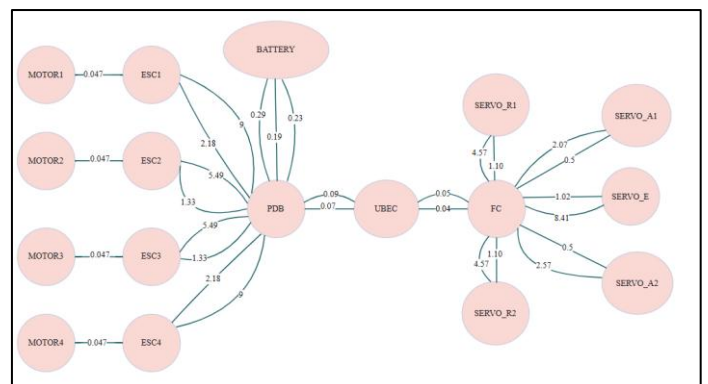 BATTERY
MOTOR1
0.047
ESC1
9
0.29
0.19
0.23
2.18
SERVO_R1
SERVO_A1
4.57
1.10
2.07
0.5
MOTOR2
0.047
ESC2
5.49
1.33
PDB
0.09
0.07
UBEC
0.05
0.04
FC
1.02
8.41
SERVO_E
MOTOR3
0.047
ESC3
5.49
1.33
4.57
1.10
0.5
2.57
SERVO_A2
SERVO_R2
MOTOR4
0.047
ESC4
2.18
9